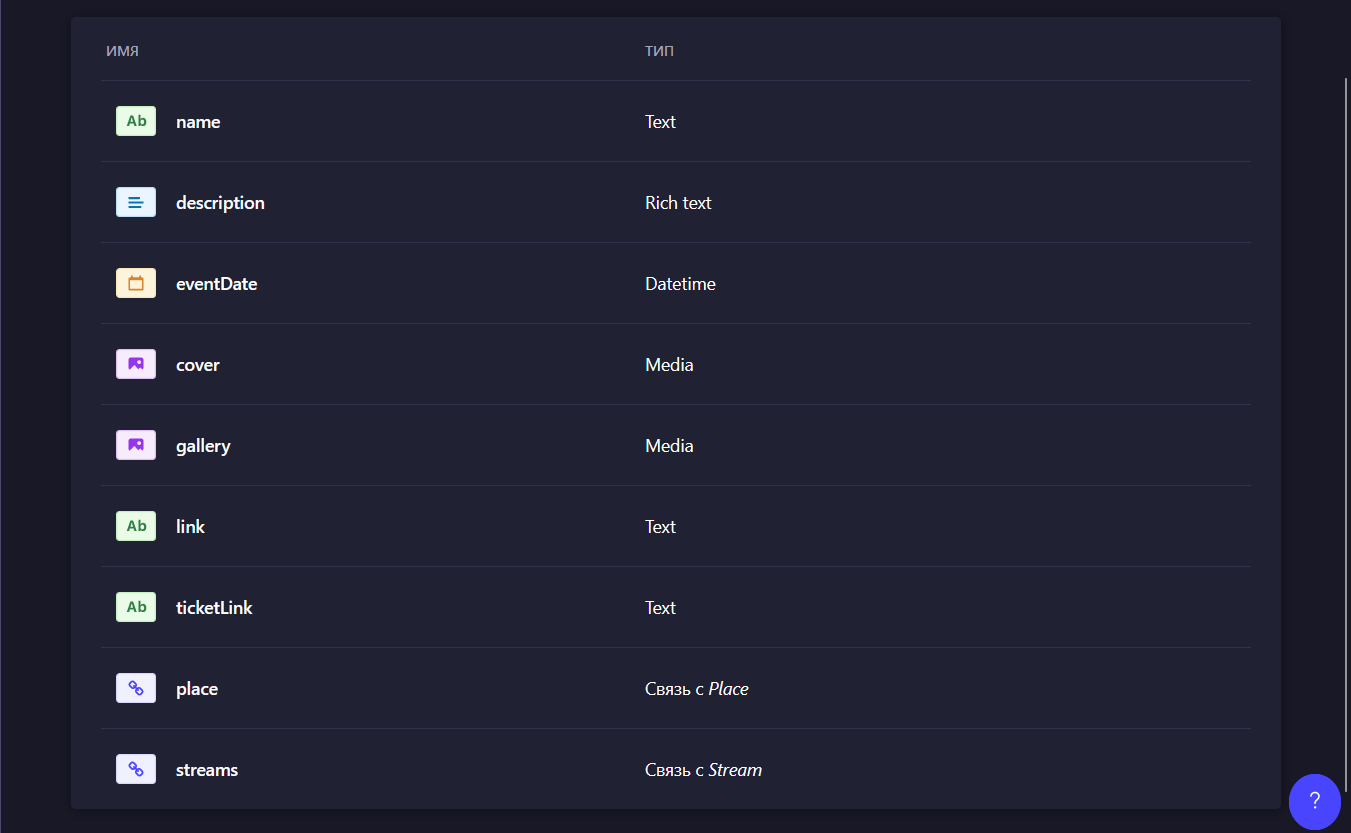 ИМЯ ТИП
Ab name Text
description Rich text
eventDate Datetime
cover Media
gallery Media
Ab link Text
Ab ticketLink Text
place Связь с Place
streams Связь с Stream
?